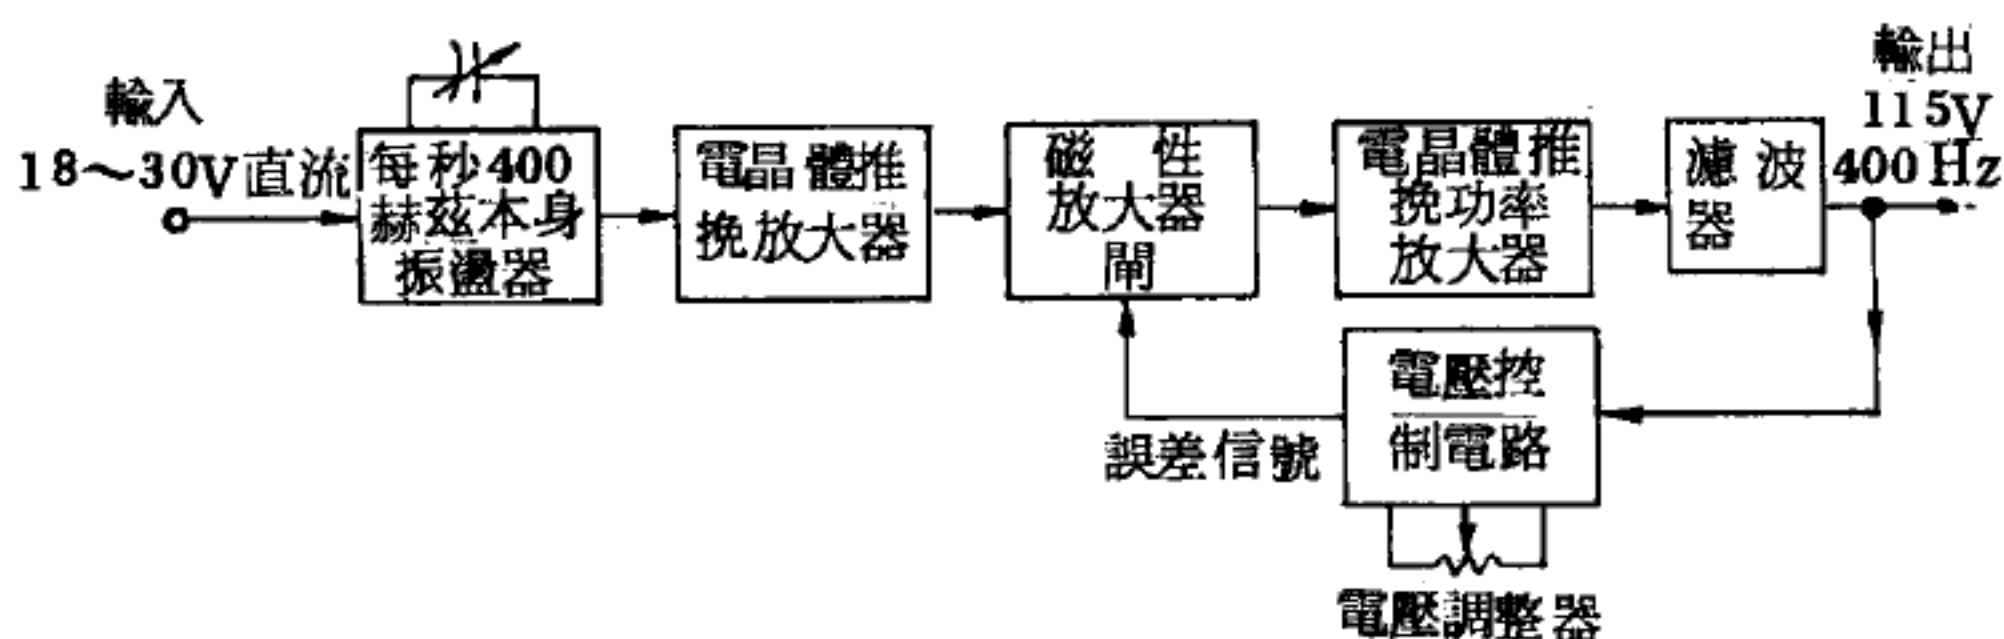 輸入
18～30V直流
每秒400
赫茲本身
振盪器
電晶體推
挽放大器
磁性
放大器
閘
電晶體推
挽功率
放大器
濾波
器
輸出
115V
400Hz
電壓控
制電路
誤差信號
電壓調整器